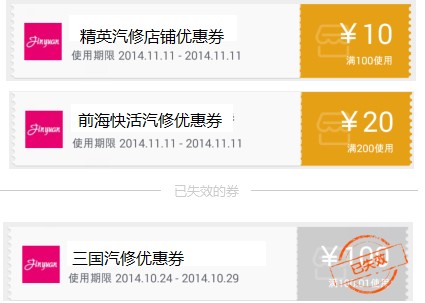 Jinyuan
精英汽修店铺优惠券
使用期限 2014.11.11 - 2014.11.11
¥10
满100使用
Jinyuan
前海快活汽修优惠券
使用期限 2014.11.11 - 2014.11.11
¥20
满200使用
已失效的券
Jinyuan
三国汽修优惠券
使用期限 2014.10.24 - 2014.10.29
已失效